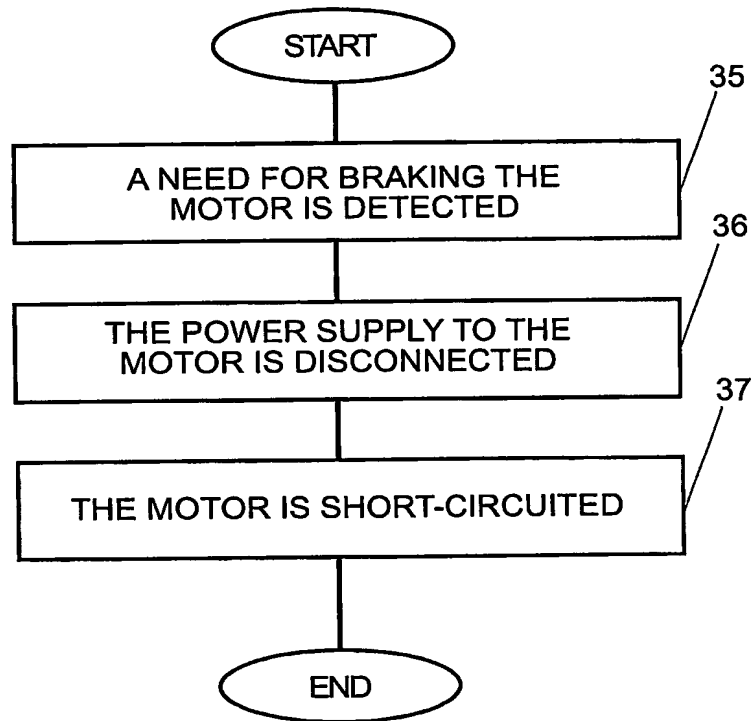 START
35
A NEED FOR BRAKING THE
MOTOR IS DETECTED
36
THE POWER SUPPLY TO THE
MOTOR IS DISCONNECTED
37
THE MOTOR IS SHORT-CIRCUITED
END